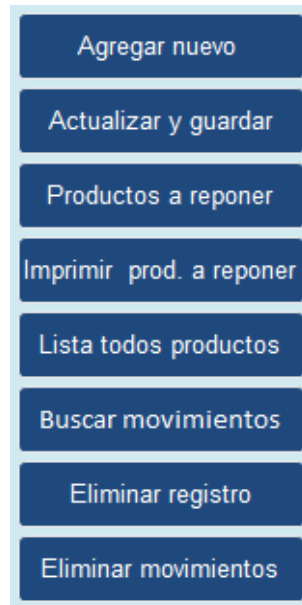 Agregar nuevo
Actualizar y guardar
Productos a reponer
Imprimir prod. a reponer
Lista todos productos
Buscar movimientos
Eliminar registro
Eliminar movimientos